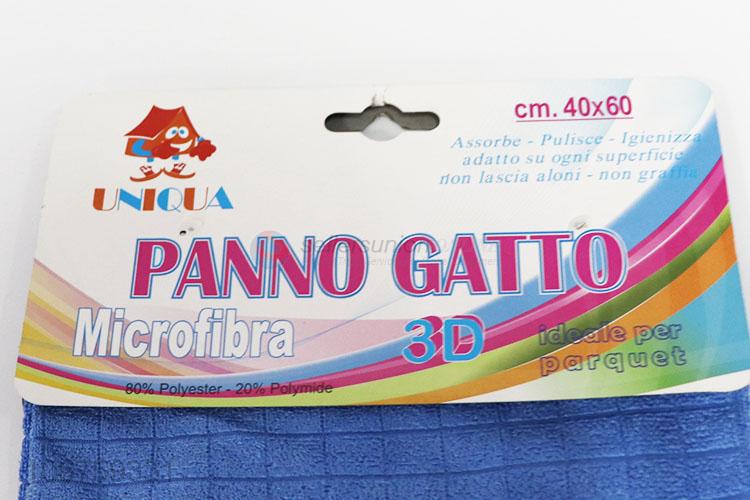 cm. 40x60
Assorbe - Pulisce - Igienizza
adatto su ogni superficie
non lascia aloni - non graffia
UNIQUA
PANNO GATTO
Microfibra
3D
ideale per
parquet
80% Polyester - 20% Polymide